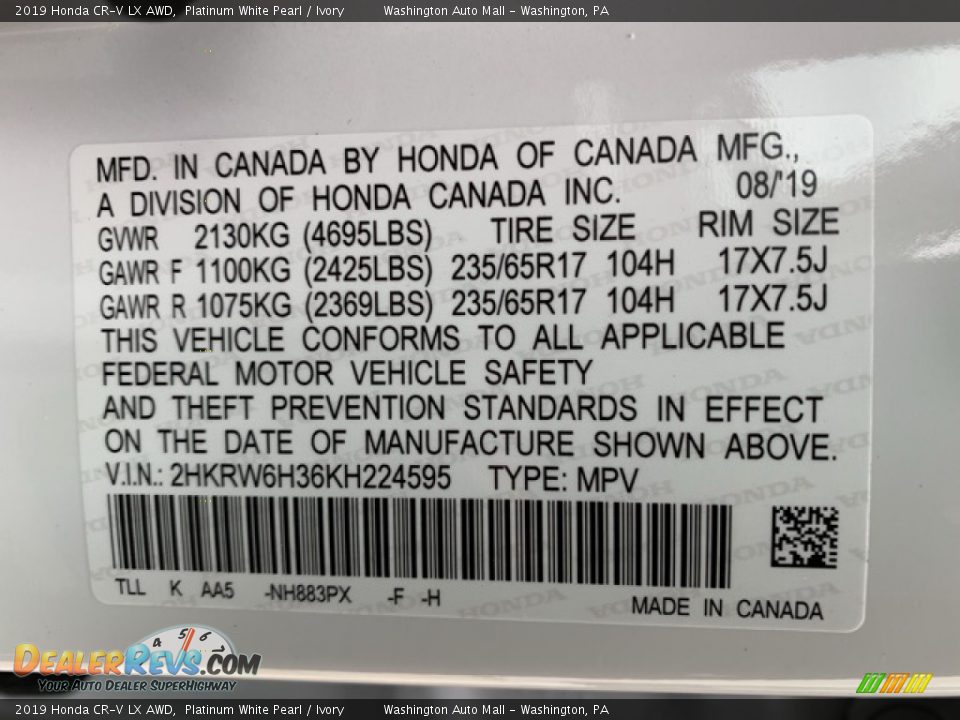 2019 Honda CR-V LX AWD, Platinum White Pearl / Ivory Washington Auto Mall - Washington, PA
MFD. IN CANADA BY HONDA OF CANADA MFG.,
A DIVISION OF HONDA CANADA INC. 08/'19
GVWR 2130KG (4695LBS) TIRE SIZE RIM SIZE
GAWR F 1100KG (2425LBS) 235/65R17 104H 17X7.5J
GAWR R 1075KG (2369LBS) 235/65R17 104H 17X7.5J
THIS VEHICLE CONFORMS TO ALL APPLICABLE
FEDERAL MOTOR VEHICLE SAFETY
AND THEFT PREVENTION STANDARDS IN EFFECT
ON THE DATE OF MANUFACTURE SHOWN ABOVE.
V.I.N.: 2HKRW6H36KH224595 TYPE: MPV
TLL K AA5 -NH883PX -F -H
MADE IN CANADA
4 5 6
DEALERREVS.COM
YOUR AUTO DEALER SUPERHIGHWAY
2019 Honda CR-V LX AWD, Platinum White Pearl / Ivory Washington Auto Mall - Washington, PA